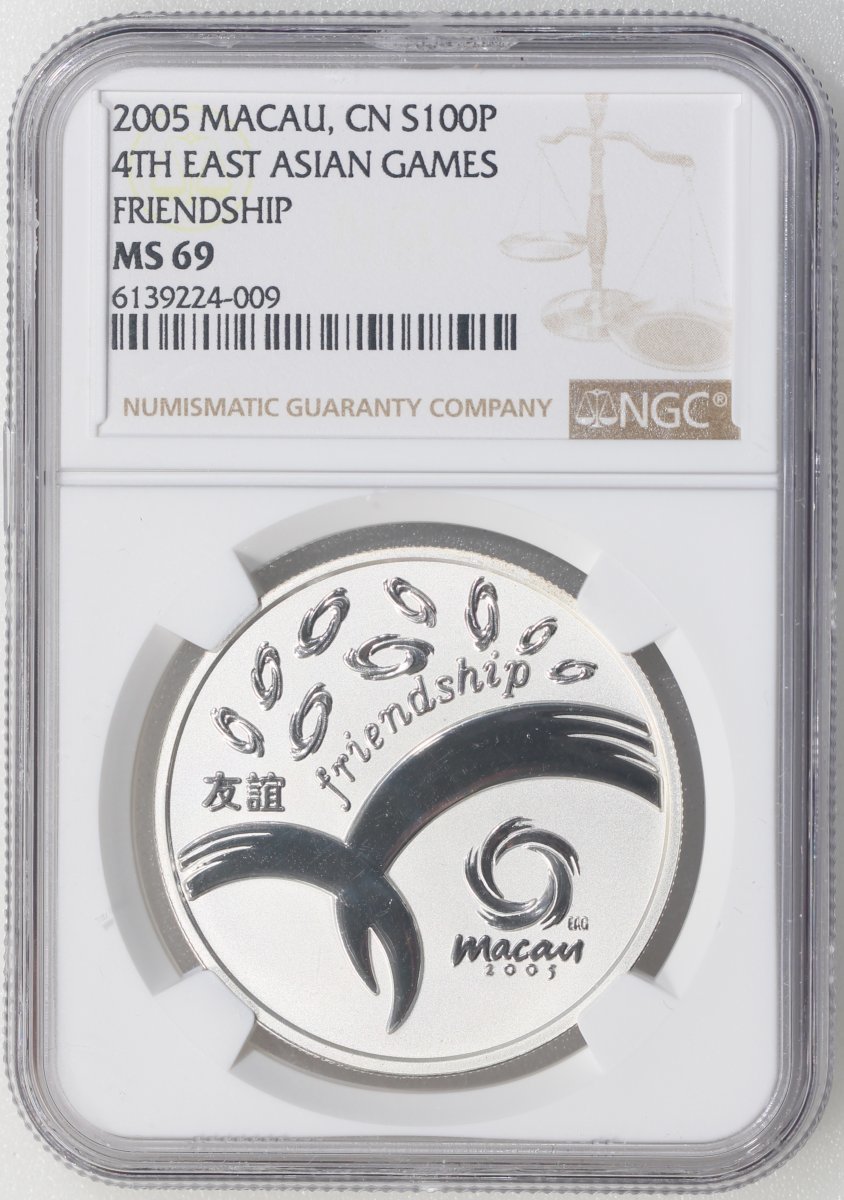 2005 MACAU, CN S100P
4TH EAST ASIAN GAMES
FRIENDSHIP
MS 69
6139224-009
NUMISMATIC GUARANTY COMPANY
NGC®
friendship
友誼
EAG
macau
2005